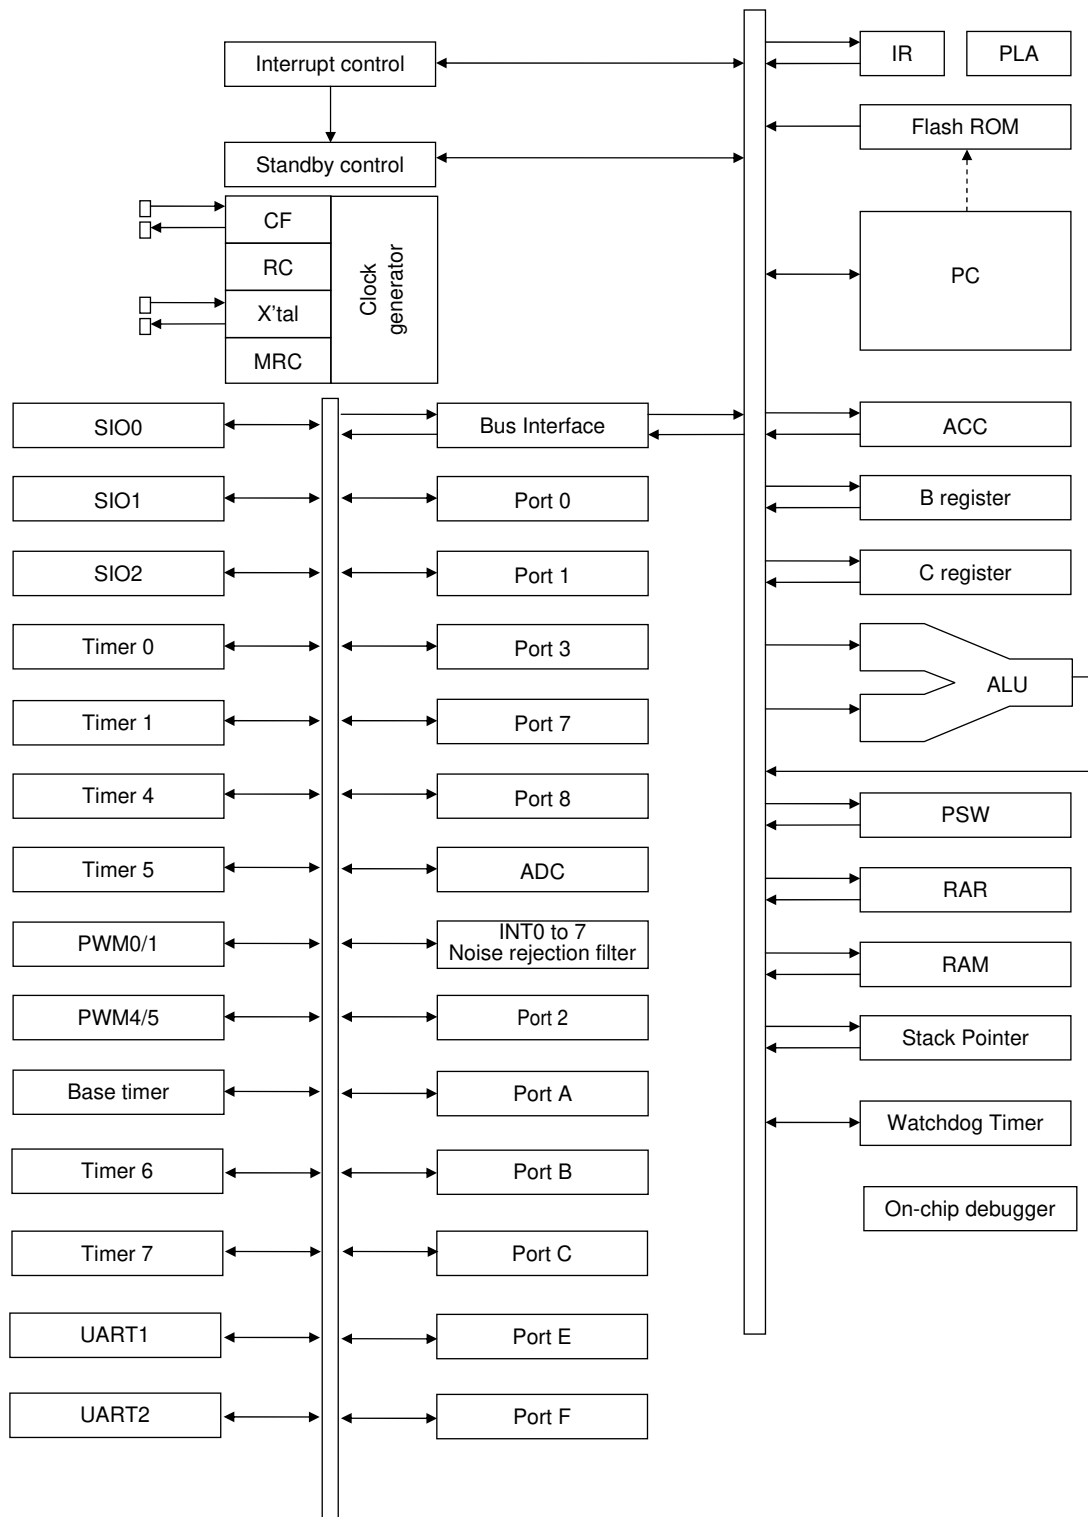 Interrupt control
IR
PLA
Flash ROM
Standby control
CF
RC
X'tal
MRC
Clock
generator
PC
SIO0
Bus Interface
ACC
SIO1
Port 0
B register
SIO2
Port 1
C register
Timer 0
Port 3
ALU
Timer 1
Port 7
Timer 4
Port 8
PSW
Timer 5
ADC
RAR
PWM0/1
INT0 to 7
Noise rejection filter
RAM
PWM4/5
Port 2
Stack Pointer
Base timer
Port A
Watchdog Timer
Timer 6
Port B
On-chip debugger
Timer 7
Port C
UART1
Port E
UART2
Port F